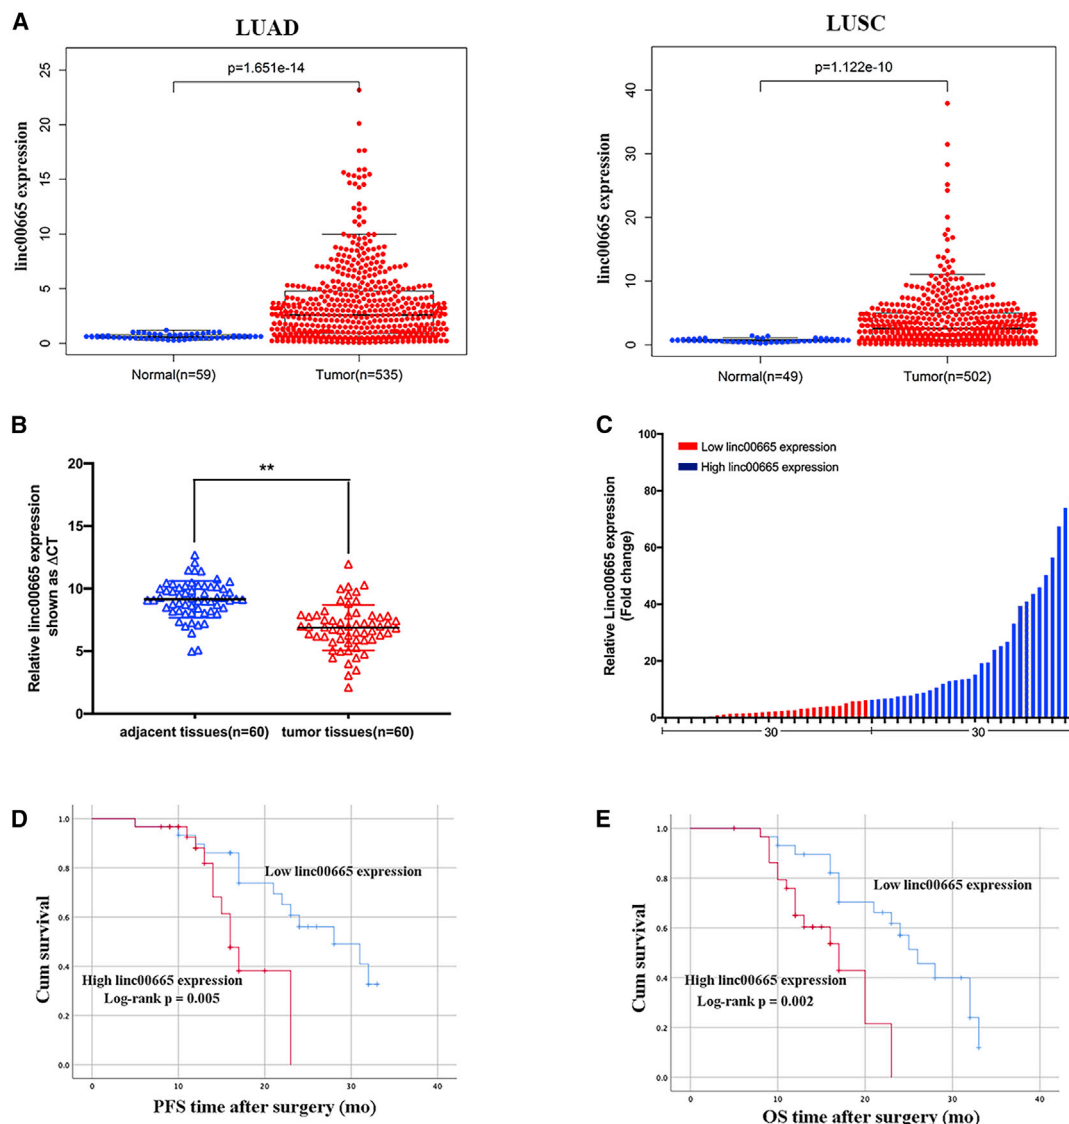 A
LUAD
p=1.651e-14
linc00665 expression
25
20
15
10
5
0
Normal(n=59)
Tumor(n=535)
LUSC
p=1.122e-10
linc00665 expression
40
30
20
10
0
Normal(n=49)
Tumor(n=502)
B
Relative linc00665 expression
shown as ΔCT
20
15
10
5
0
**
adjacent tissues(n=60)
tumor tissues(n=60)
C
Relative Linc00665 expression
(Fold change)
100
80
60
40
20
0
Low linc00665 expression
High linc00665 expression
30
30
D
Cum survival
1.0
0.8
0.6
0.4
0.2
0.0
Low linc00665 expression
High linc00665 expression
Log-rank p = 0.005
0
10
20
30
40
PFS time after surgery (mo)
E
Cum survival
1.0
0.8
0.6
0.4
0.2
0.0
Low linc00665 expression
High linc00665 expression
Log-rank p = 0.002
0
10
20
30
40
OS time after surgery (mo)